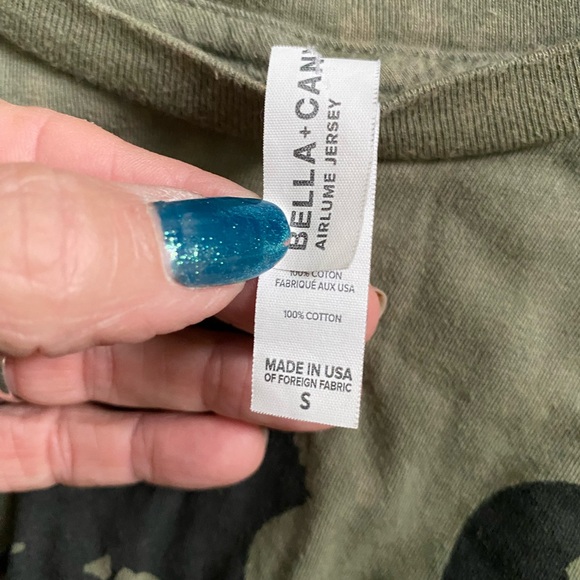 BELLA+CAN
AIRLUME JERSEY
100% COTON
FABRIQUÉ AUX USA
100% COTTON
MADE IN USA
OF FOREIGN FABRIC
S